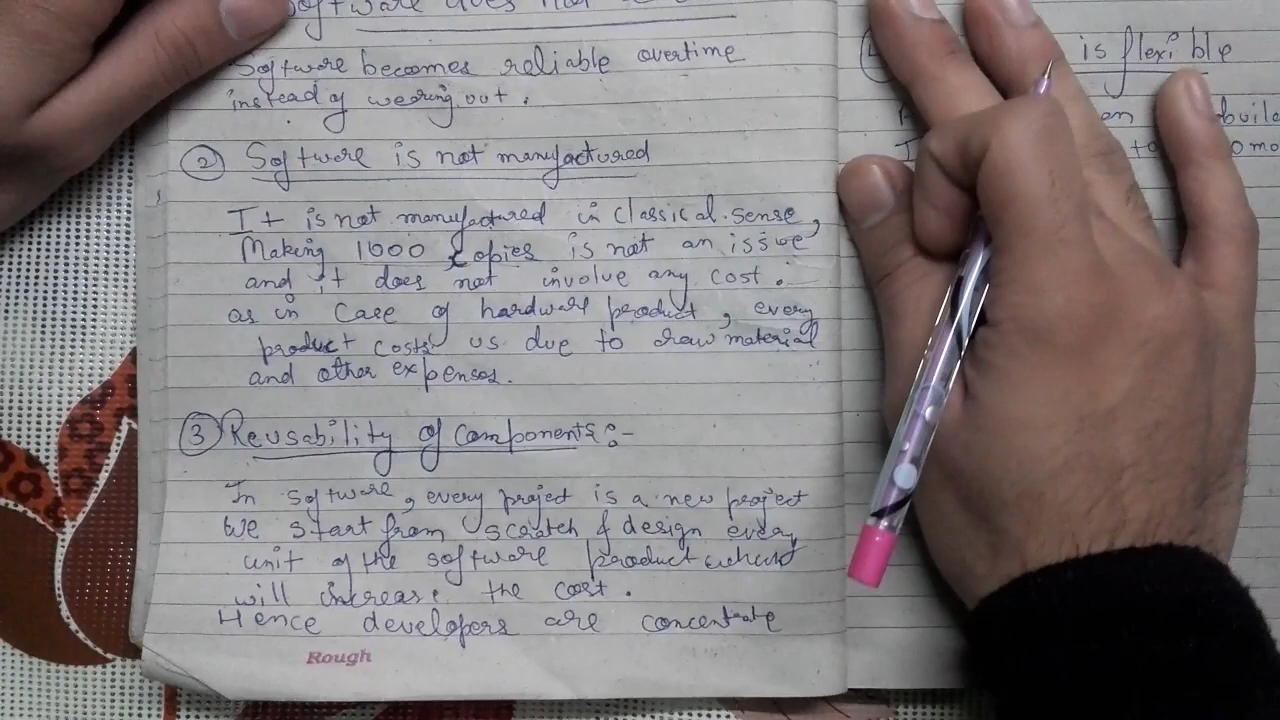 Software does not
Software becomes reliable overtime
instead of wearing out.
② Software is not manufactured
It is not manufactured in classical sense,
Making 1000 copies is not an issue
and it does not involve any cost.
as in case of hardware product, every
product costs us due to raw material
and other expenses.
③ Reusability of components:-
In software, every project is a new project
We start from scratch & design every
unit of the software product which
will increase the cost.
Hence developers are concentrate
Rough
is flexible